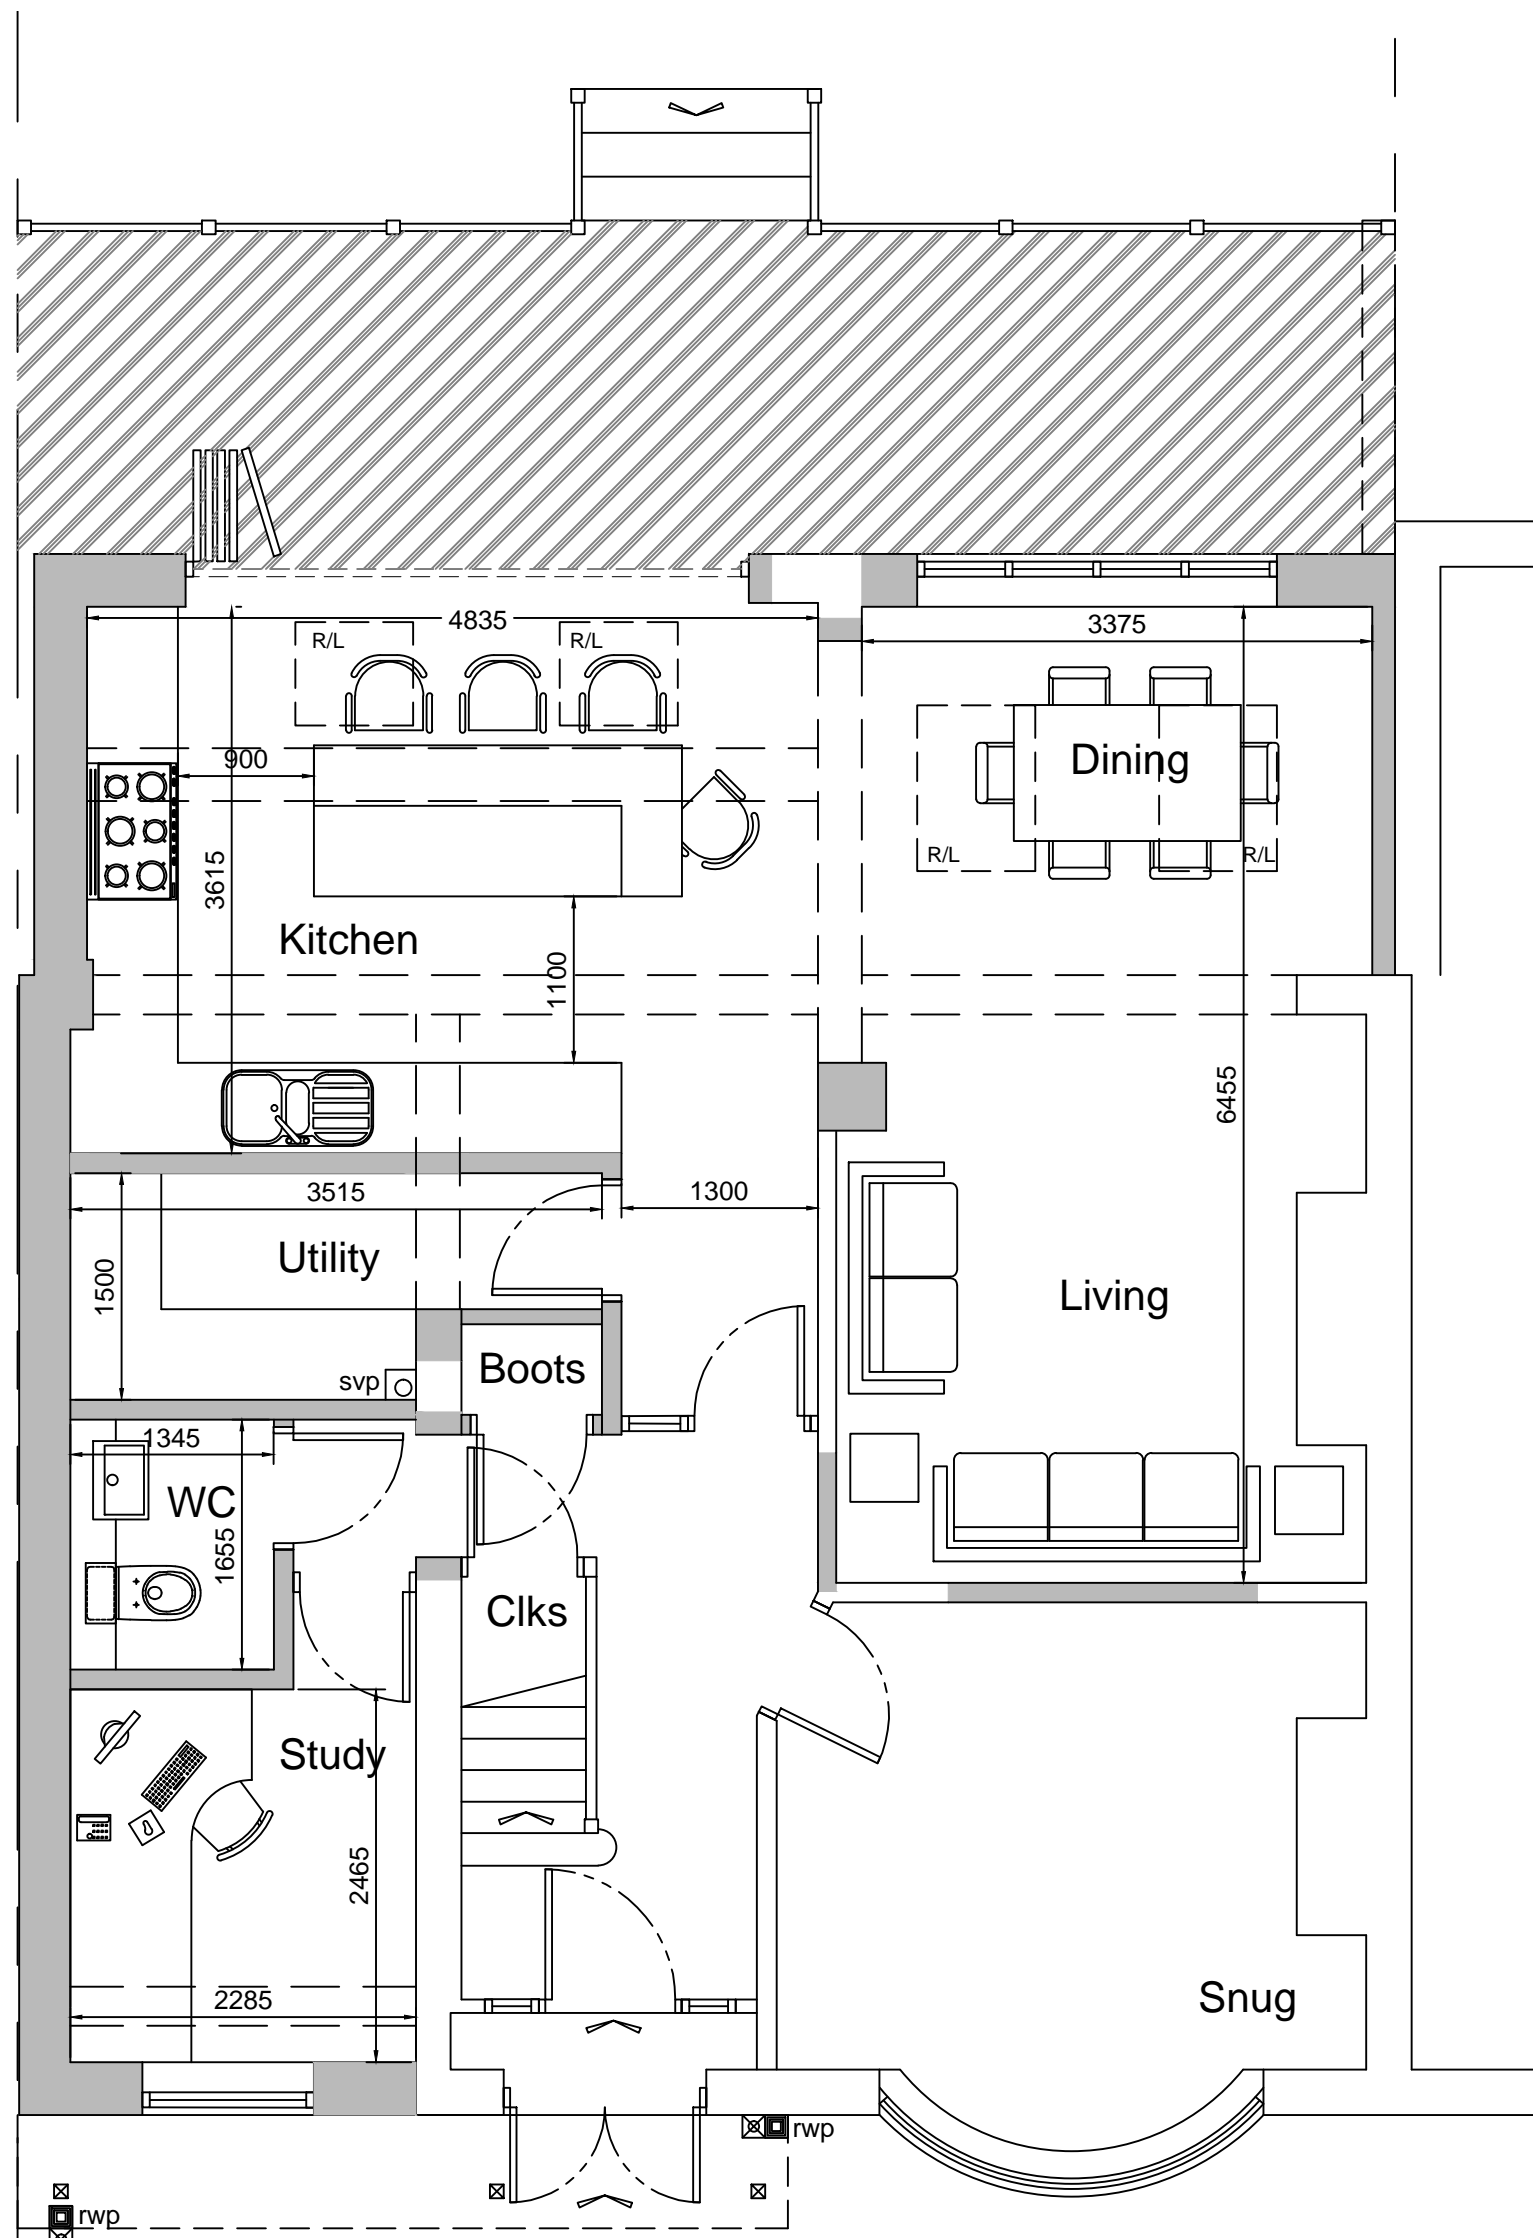 4835
R/L
R/L
3375
900
Dining
R/L
R/L
3615
Kitchen
1100
6455
3515
1300
Utility
1500
Living
Boots
svp
1345
WC
1655
Clks
Study
2465
2285
Snug
rwp
rwp